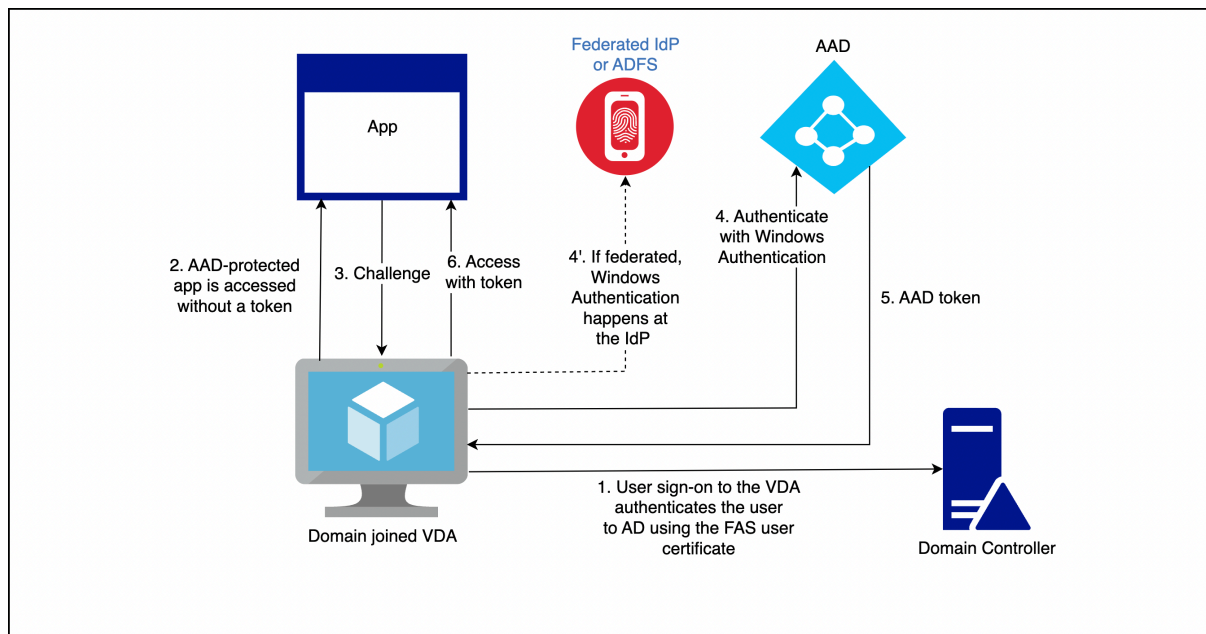 Federated IdP
or ADFS
AAD
App
2. AAD-protected
app is accessed
without a token
3. Challenge
6. Access
with token
4'. If federated,
Windows
Authentication
happens at
the IdP
4. Authenticate
with Windows
Authentication
5. AAD token
1. User sign-on to the VDA
authenticates the user
to AD using the FAS user
certificate
Domain joined VDA
Domain Controller